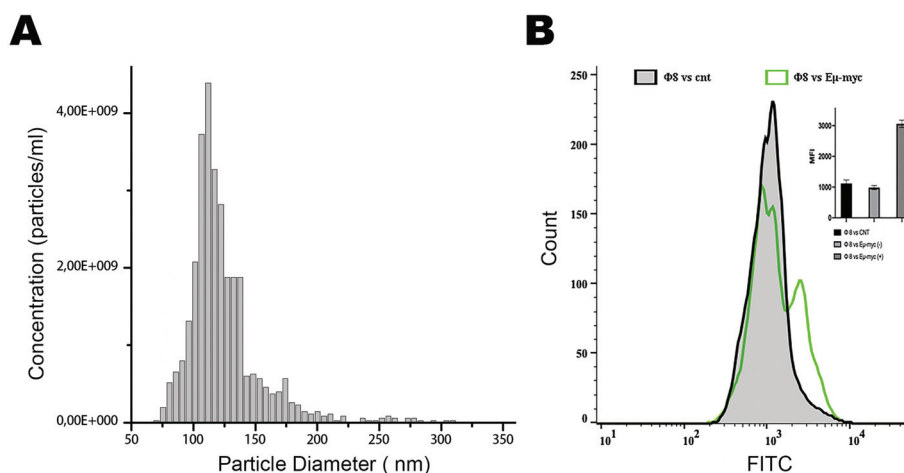 A
Concentration (particles/ml)
4,00E+009
2,00E+009
0,00E+000
50 100 150 200 250 300 350
Particle Diameter ( nm)
B
Φ8 vs cnt Φ8 vs Eμ-myc
Count
250
200
150
100
50
0
10¹ 10² 10³ 10⁴
FITC
MFI
3000
2000
1000
0
Φ8 vs CNT
Φ8 vs Eμ-myc (-)
Φ8 vs Eμ-myc (+)